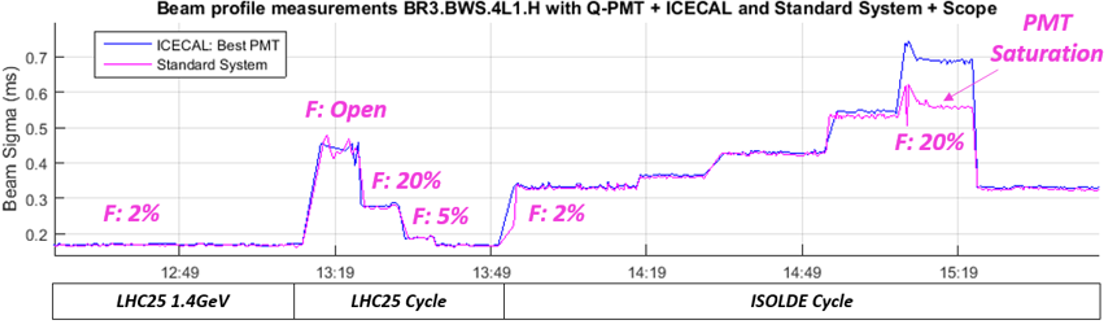 Beam profile measurements BR3.BWS.4L1.H with Q-PMT + ICECAL and Standard System + Scope
ICECAL: Best PMT
Standard System
PMT
Saturation
F: Open
F: 20%
F: 20%
F: 5%
F: 2%
F: 2%
Beam Sigma (ms)
0.7
0.6
0.5
0.4
0.3
0.2
12:49
13:19
13:49
14:19
14:49
15:19
LHC25 1.4GeV
LHC25 Cycle
ISOLDE Cycle